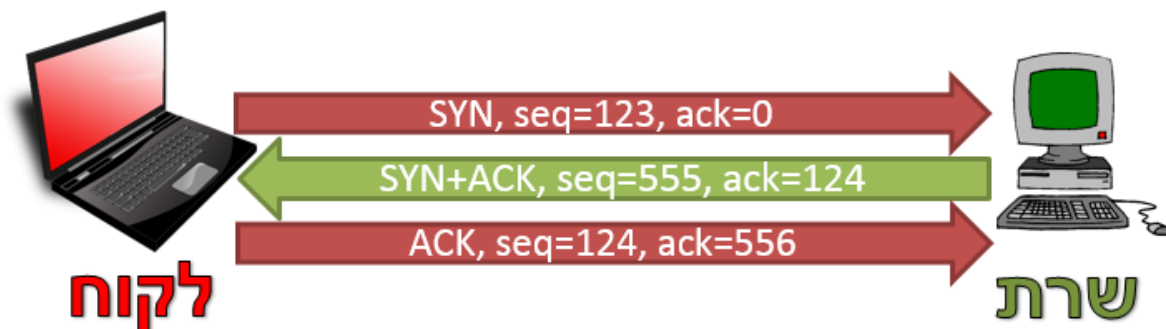 SYN, seq=123, ack=0
SYN+ACK, seq=555, ack=124
ACK, seq=124, ack=556
לקוח
שרת